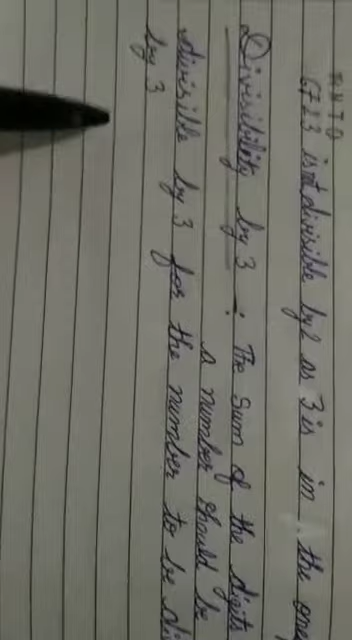 H T O
6723 is not divisible by 2 as 3 is in the one
Divisibility by 3 : The sum of the digits
a number should be
divisible by 3 for the number to be di
by 3